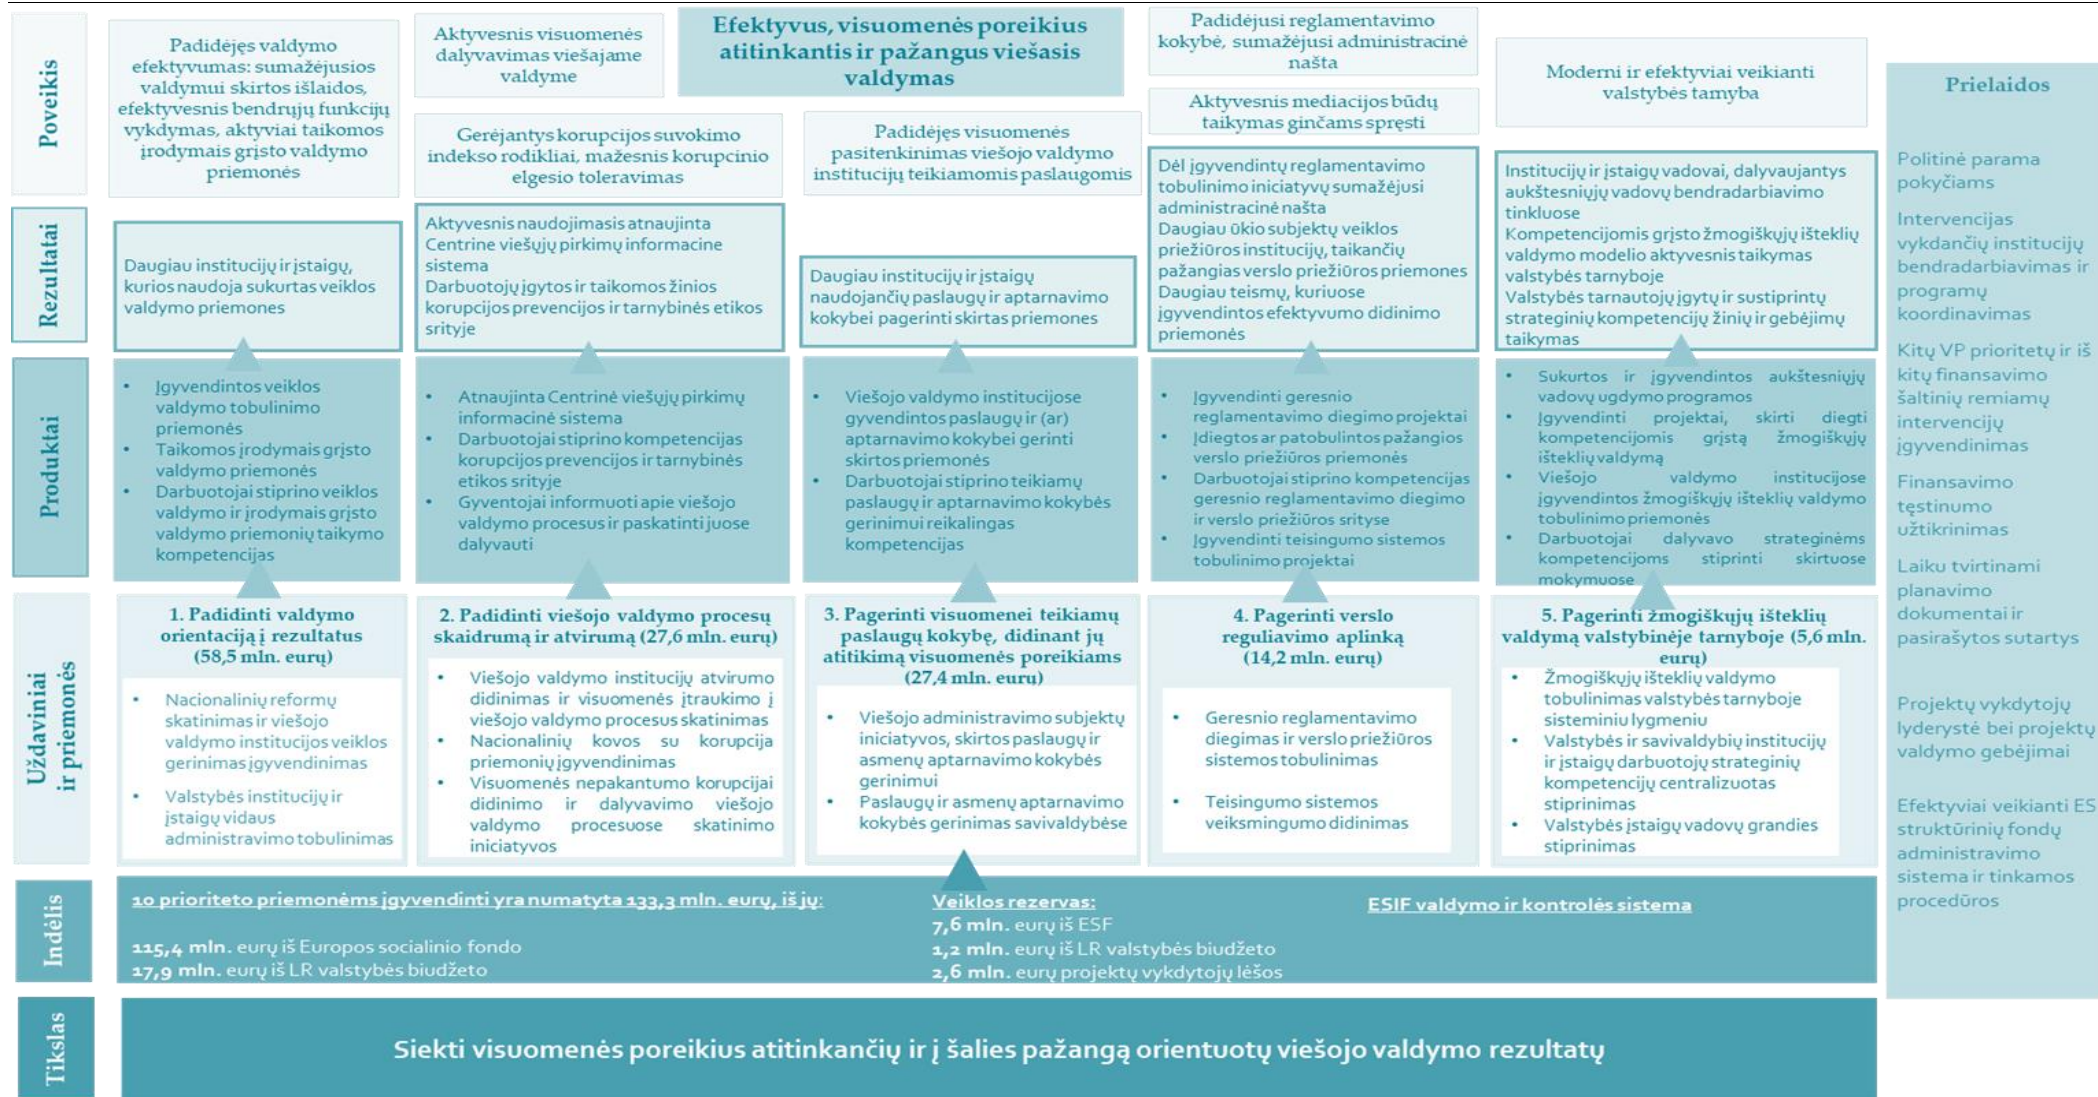 Poveikis
Padidėjęs valdymo
efektyvumas: sumažėjusios
valdymui skirtos išlaidos,
efektyvesnis bendrųjų funkcijų
vykdymas, aktyviai taikomos
įrodymais grįsto valdymo
priemonės
Aktyvesnis visuomenės
dalyvavimas viešajame
valdyme
Gerėjantys korupcijos suvokimo
indekso rodikliai, mažesnis korupcinio
elgesio toleravimas
Efektyvus, visuomenės poreikius
atitinkantis ir pažangus viešasis
valdymas
Padidėjęs visuomenės
pasitenkinimas viešojo valdymo
institucijų teikiamomis paslaugomis
Padidėjusi reglamentavimo
kokybė, sumažėjusi administracinė
našta
Aktyvesnis mediacijos būdų
taikymas ginčams spręsti
Moderni ir efektyviai veikianti
valstybės tamyba
Rezultatai
Daugiau institucijų ir įstaigų,
kurios naudoja sukurtas veiklos
valdymo priemones
Aktyvesnis naudojimasis atnaujinta
Centrine viešųjų pirkimų informacine
sistema
Darbuotojų įgytos ir taikomos žinios
korupcijos prevencijos ir tarnybinės etikos
srityje
Daugiau institucijų ir įstaigų
naudojančių paslaugų ir aptarnavimo
kokybei pagerinti skirtas priemones
Dėl įgyvendintų reglamentavimo
tobulinimo iniciatyvų sumažėjusi
administracinė našta
Daugiau ūkio subjektų veiklos
priežiūros institucijų, taikančių
pažangias verslo priežiūros priemones
Daugiau teismų, kuriuose
įgyvendintos efektyvumo didinimo
priemonės
Institucijų ir įstaigų vadovai, dalyvaujantys
aukštesniųjų vadovų bendradarbiavimo
tinkluose
Kompetencijomis grįsto žmogiškųjų išteklių
valdymo modelio aktyvesnis taikymas
valstybės tarnyboje
Valstybės tarnautojų įgytų ir sustiprintų
strateginių kompetencijų žinių ir gebėjimų
taikymas
Produktai
• Įgyvendintos veiklos
valdymo tobulinimo
priemonės
• Taikomos įrodymais grįsto
valdymo priemonės
• Darbuotojai stiprino veiklos
valdymo ir įrodymais grįsto
valdymo priemonių taikymo
kompetencijas
• Atnaujinta Centrinė viešųjų pirkimų
informacinė sistema
• Darbuotojai stiprino kompetencijas
korupcijos prevencijos ir tarnybinės
etikos srityje
• Gyventojai informuoti apie viešojo
valdymo procesus ir paskatinti juose
dalyvauti
• Viešojo valdymo institucijose
gyvendintos paslaugų ir (ar)
aptarnavimo kokybei gerinti
skirtos priemonės
• Darbuotojai stiprino teikiamų
paslaugų ir aptarnavimo kokybės
gerinimui reikalingas
kompetencijas
• Įgyvendinti geresnio
reglamentavimo diegimo projektai
• Įdiegtos ar patobulintos pažangios
verslo priežiūros priemonės
• Darbuotojai stiprino kompetencijas
geresnio reglamentavimo diegimo
ir verslo priežiūros srityse
• Įgyvendinti teisingumo sistemos
tobulinimo projektai
• Sukurtos ir įgyvendintos aukštesniųjų
vadovų ugdymo programos
• Įgyvendinti projektai, skirti diegti
kompetencijomis grįstą žmogiškųjų
išteklių valdymą
• Viešojo valdymo institucijose
įgyvendintos žmogiškųjų išteklių valdymo
tobulinimo priemonės
• Darbuotojai dalyvavo strateginėms
kompetencijoms stiprinti skirtuose
mokymuose
Uždaviniai
ir priemonės
1. Padidinti valdymo
orientaciją į rezultatus
(58,5 mln. eurų)
• Nacionalinių reformų
skatinimas ir viešojo
valdymo institucijos veiklos
gerinimas įgyvendinimas
• Valstybės institucijų ir
įstaigų vidaus
administravimo tobulinimas
2. Padidinti viešojo valdymo procesų
skaidrumą ir atvirumą (27,6 mln. eurų)
• Viešojo valdymo institucijų atvirumo
didinimas ir visuomenės įtraukimo į
viešojo valdymo procesus skatinimas
• Nacionalinių kovos su korupcija
priemonių įgyvendinimas
• Visuomenės nepakantumo korupcijai
didinimo ir dalyvavimo viešojo
valdymo procesuose skatinimo
iniciatyvos
3. Pagerinti visuomenei teikiamų
paslaugų kokybę, didinant jų
atitikimą visuomenės poreikiams
(27,4 mln. eurų)
• Viešojo administravimo subjektų
iniciatyvos, skirtos paslaugų ir
asmenų aptarnavimo kokybės
gerinimui
• Paslaugų ir asmenų aptarnavimo
kokybės gerinimas savivaldybėse
4. Pagerinti verslo
reguliavimo aplinką
(14,2 mln. eurų)
• Geresnio reglamentavimo
diegimas ir verslo priežiūros
sistemos tobulinimas
• Teisingumo sistemos
veiksmingumo didinimas
5. Pagerinti žmogiškųjų išteklių
valdymą valstybinėje tarnyboje (5,6 mln.
eurų)
• Žmogiškųjų išteklių valdymo
tobulinimas valstybės tarnyboje
sisteminiu lygmeniu
• Valstybės ir savivaldybių institucijų
ir įstaigų darbuotojų strateginių
kompetencijų centralizuotas
stiprinimas
• Valstybės įstaigų vadovų grandies
stiprinimas
Indėlis
10 prioriteto priemonėms įgyvendinti yra numatyta 133,3 mln. eurų, iš jų:
115,4 mln. eurų iš Europos socialinio fondo
17,9 mln. eurų iš LR valstybės biudžeto
Veiklos rezervas:
7,6 mln. eurų iš ESF
1,2 mln. eurų iš LR valstybės biudžeto
2,6 mln. eurų projektų vykdytojų lėšos
ESIF valdymo ir kontrolės sistema
Tikslas
Siekti visuomenės poreikius atitinkančių ir į šalies pažangą orientuotų viešojo valdymo rezultatų
Prielaidos
Politinė parama
pokyčiams
Intervencijas
vykdančių institucijų
bendradarbiavimas ir
programų
koordinavimas
Kitų VP prioritetų ir iš
kitų finansavimo
šaltinių remiamų
intervencijų
įgyvendinimas
Finansavimo
tęstinumo
užtikrinimas
Laiku tvirtinami
planavimo
dokumentai ir
pasirašytos sutartys
Projektų vykdytojų
lyderystė bei projektų
valdymo gebėjimai
Efektyviai veikianti ES
struktūrinių fondų
administravimo
sistema ir tinkamos
procedūros